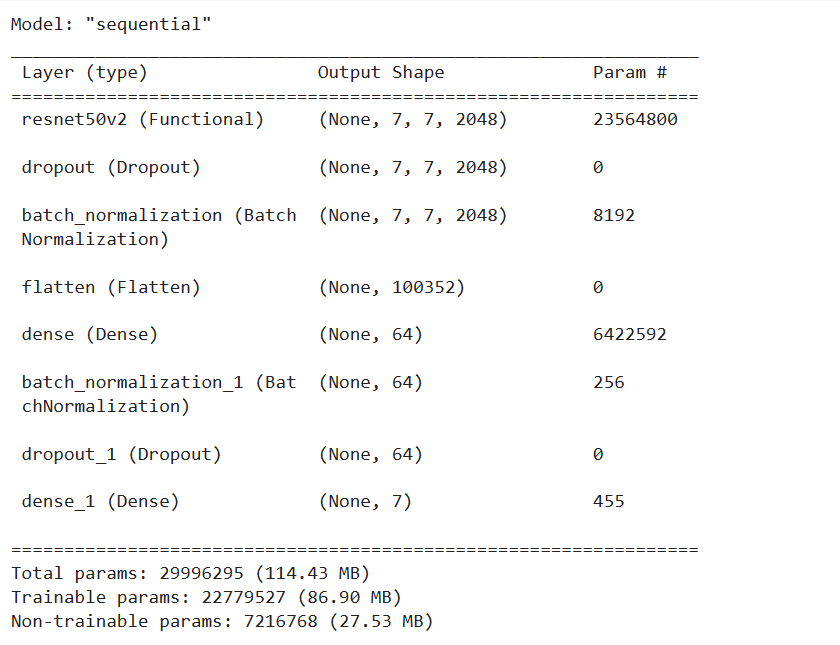 Model: "sequential"
_________________________________________________________________
Layer (type) Output Shape Param #
=================================================================
resnet50v2 (Functional) (None, 7, 7, 2048) 23564800
dropout (Dropout) (None, 7, 7, 2048) 0
batch_normalization (Batch (None, 7, 7, 2048) 8192
Normalization)
flatten (Flatten) (None, 100352) 0
dense (Dense) (None, 64) 6422592
batch_normalization_1 (Bat (None, 64) 256
chNormalization)
dropout_1 (Dropout) (None, 64) 0
dense_1 (Dense) (None, 7) 455
=================================================================
Total params: 29996295 (114.43 MB)
Trainable params: 22779527 (86.90 MB)
Non-trainable params: 7216768 (27.53 MB)